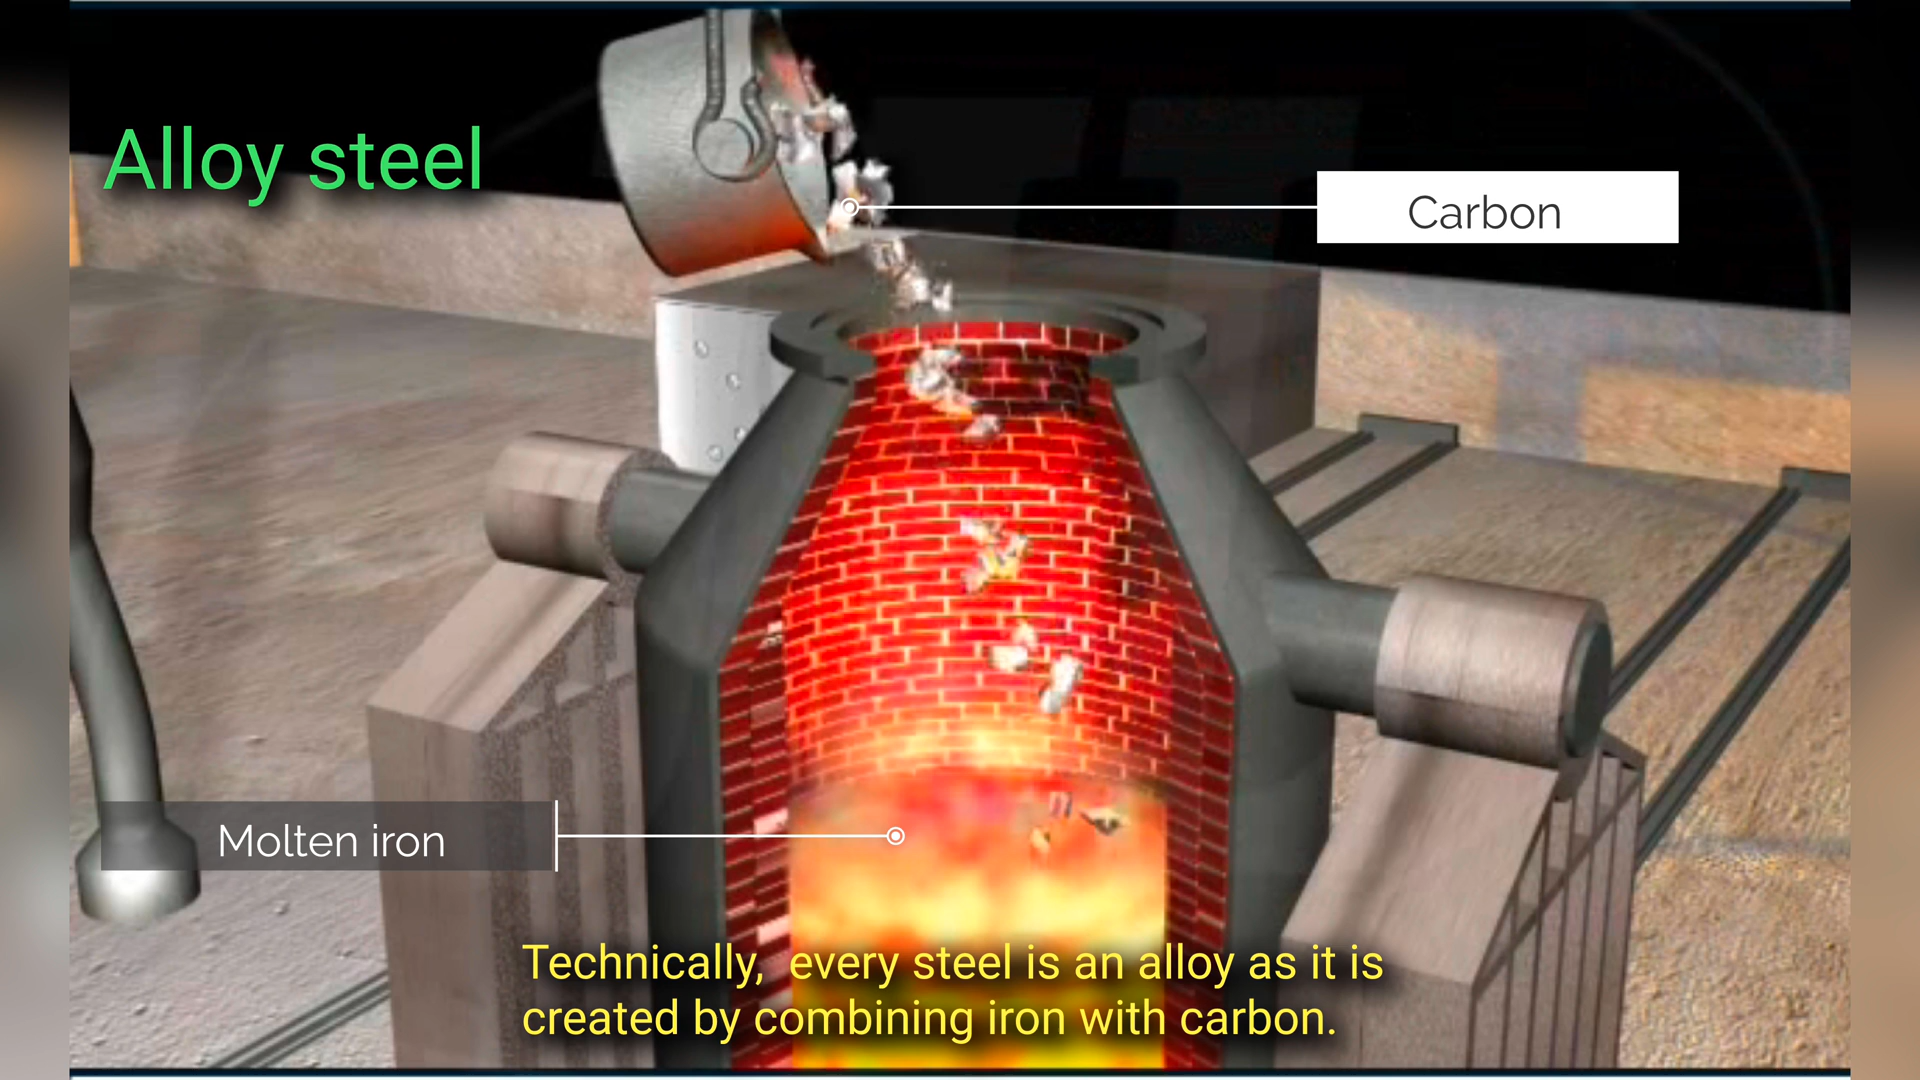 Alloy steel
Carbon
Molten iron
Technically,  every steel is an alloy as it is
created by combining iron with carbon.